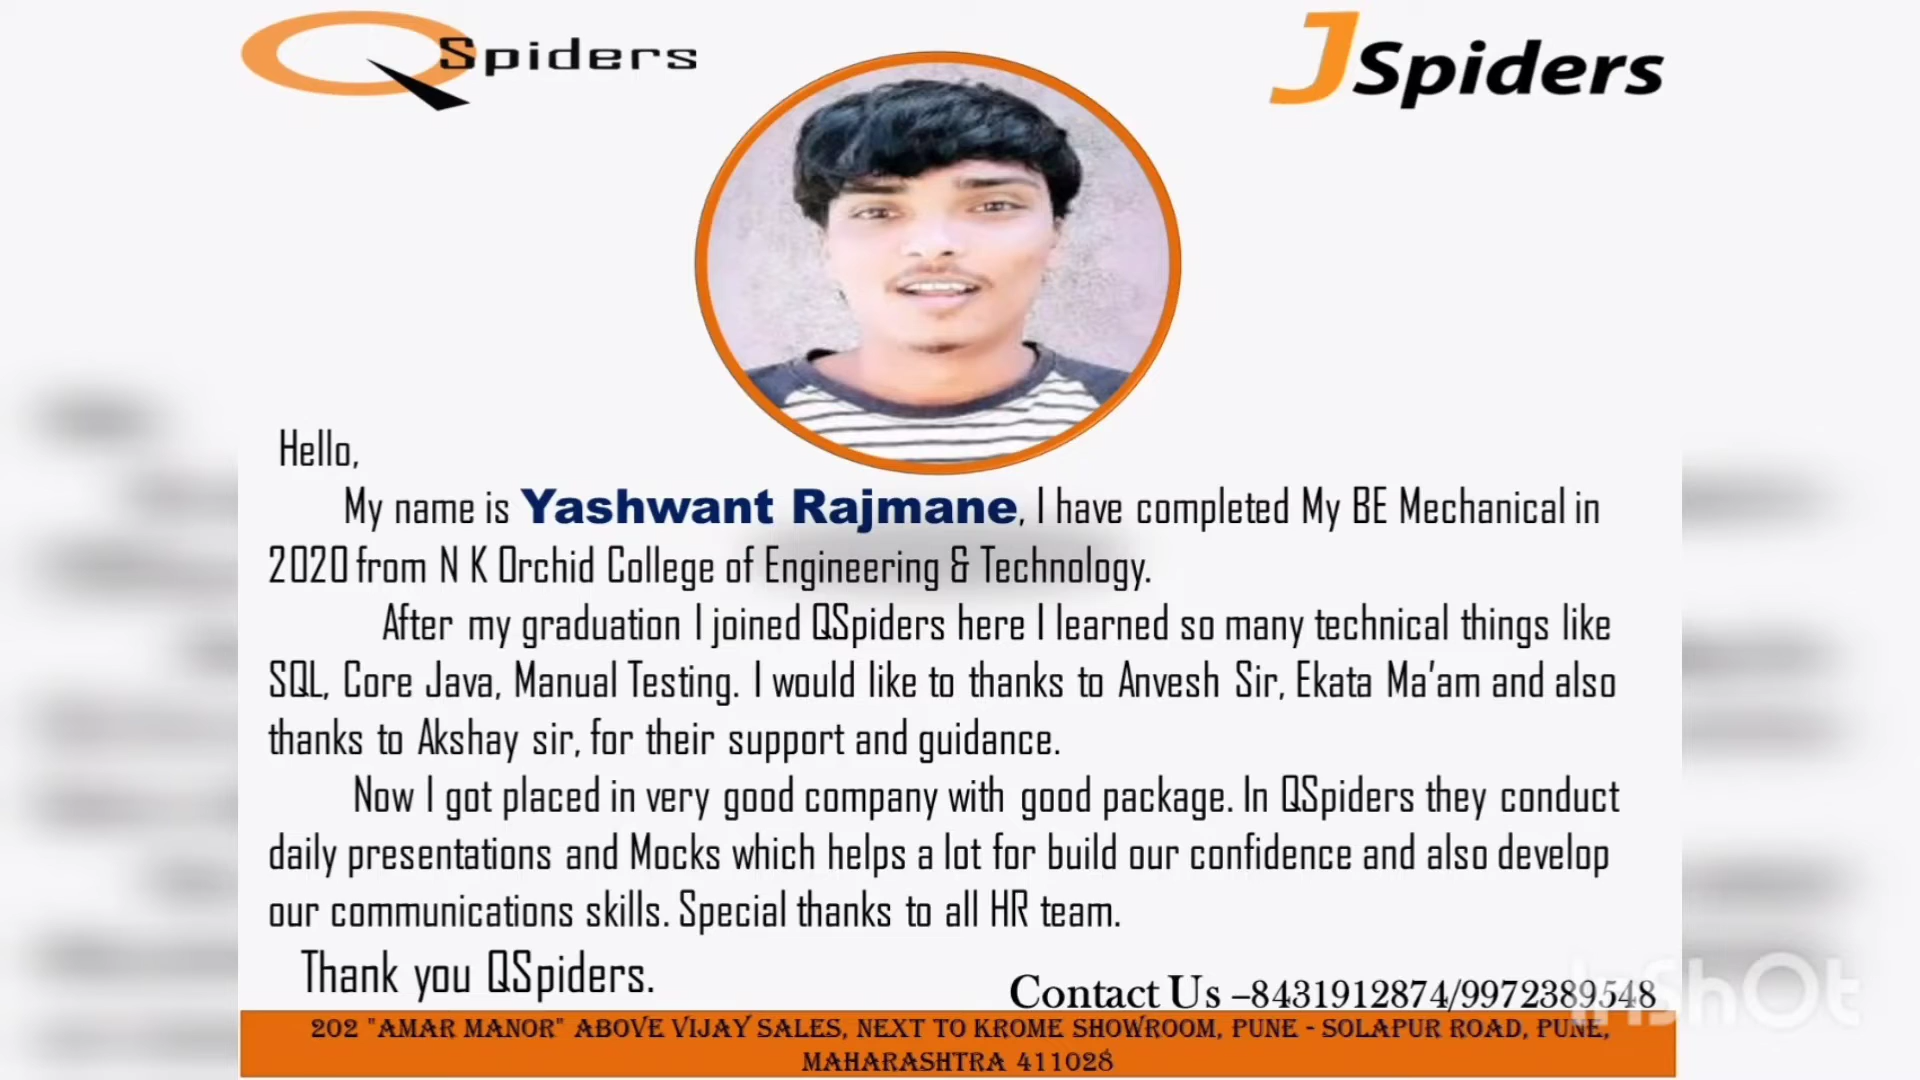 QSpiders
JSpiders
Hello,
My name is Yashwant Rajmane, I have completed My BE Mechanical in
2020 from N K Orchid College of Engineering & Technology.
After my graduation I joined QSpiders here I learned so many technical things like
SQL, Core Java, Manual Testing. I would like to thanks to Anvesh Sir, Ekata Ma'am and also
thanks to Akshay sir, for their support and guidance.
Now I got placed in very good company with good package. In QSpiders they conduct
daily presentations and Mocks which helps a lot for build our confidence and also develop
our communications skills. Special thanks to all HR team.
Thank you QSpiders.
Contact Us –8431912874/9972389548
InShOt
202 "AMAR MANOR" ABOVE VIJAY SALES, NEXT TO KROME SHOWROOM, PUNE - SOLAPUR ROAD, PUNE,
MAHARASHTRA 411028